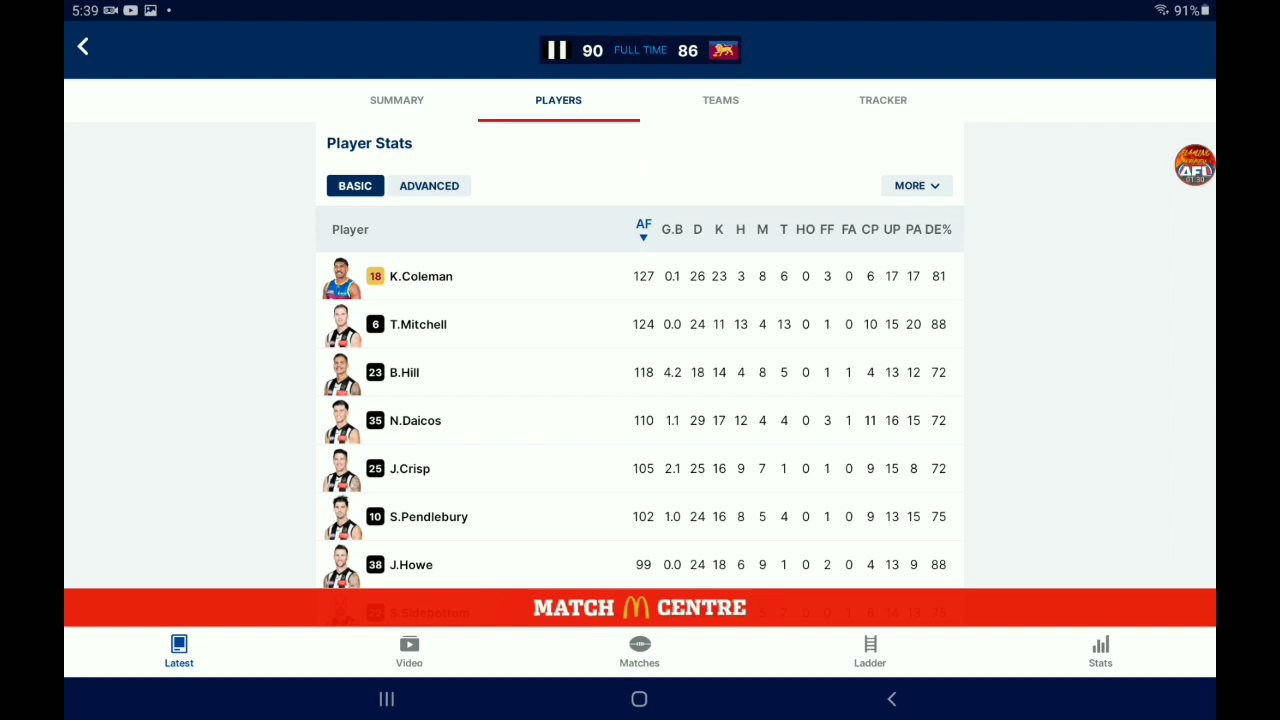 5:39 91%
90 FULL TIME 86
SUMMARY PLAYERS TEAMS TRACKER
Player Stats
BASIC ADVANCED MORE
Player AF G.B D K H M T HO FF FA CP UP PA DE%
18 K.Coleman 127 0.1 26 23 3 8 6 0 3 0 6 17 17 81
6 T.Mitchell 124 0.0 24 11 13 4 13 0 1 0 10 15 20 88
23 B.Hill 118 4.2 18 14 4 8 5 0 1 1 4 13 12 72
35 N.Daicos 110 1.1 29 17 12 4 4 0 3 1 11 16 15 72
25 J.Crisp 105 2.1 25 16 9 7 1 0 1 0 9 15 8 72
10 S.Pendlebury 102 1.0 24 16 8 5 4 0 1 0 9 13 15 75
38 J.Howe 99 0.0 24 18 6 9 1 0 2 0 4 13 9 88
22 S.Sidebottom
MATCH CENTRE
Latest Video Matches Ladder Stats
AFL
01:30